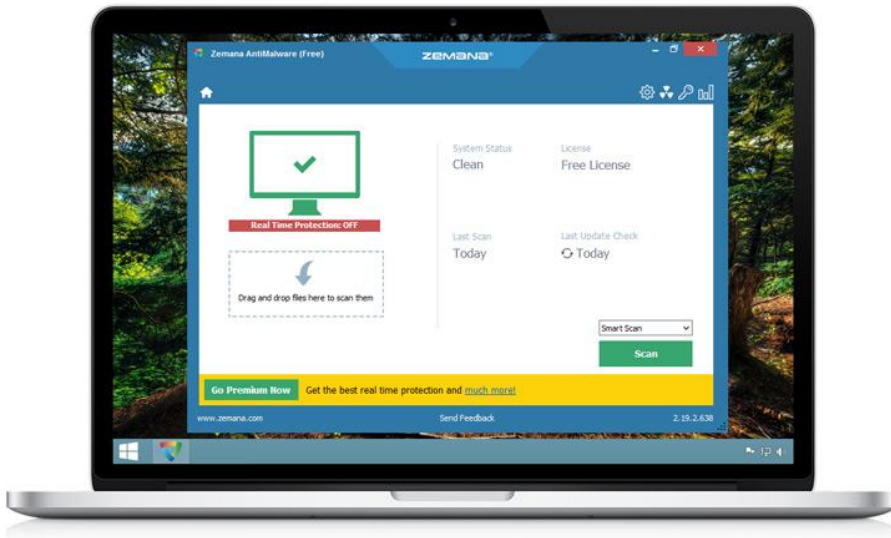 Zemana AntiMalware (Free)
ZEMANA®
System Status
Clean
License
Free License
Real Time Protection: OFF
Last Scan
Today
Last Update Check
Today
Drag and drop files here to scan them
Smart Scan
Scan
Go Premium Now
Get the best real time protection and much more!
www.zemana.com
Send Feedback
2.19.2.638